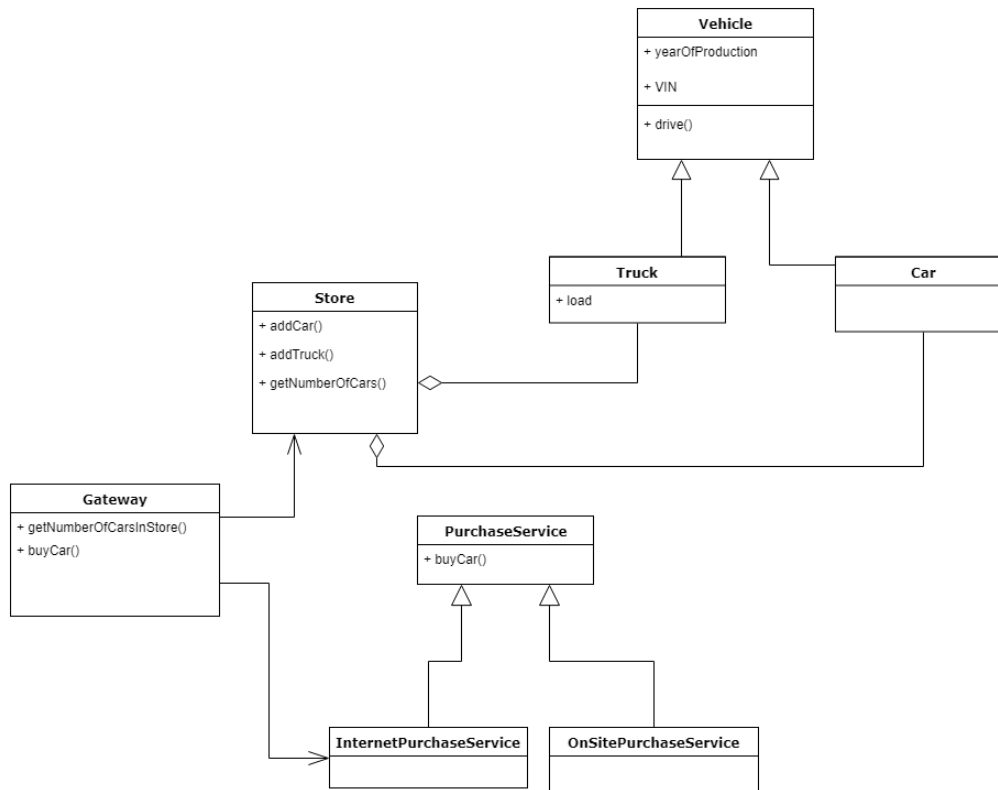 Vehicle
+ yearOfProduction
+ VIN
+ drive()
Truck
+ load
Car
Store
+ addCar()
+ addTruck()
+ getNumberOfCars()
Gateway
+ getNumberOfCarsInStore()
+ buyCar()
PurchaseService
+ buyCar()
InternetPurchaseService
OnSitePurchaseService